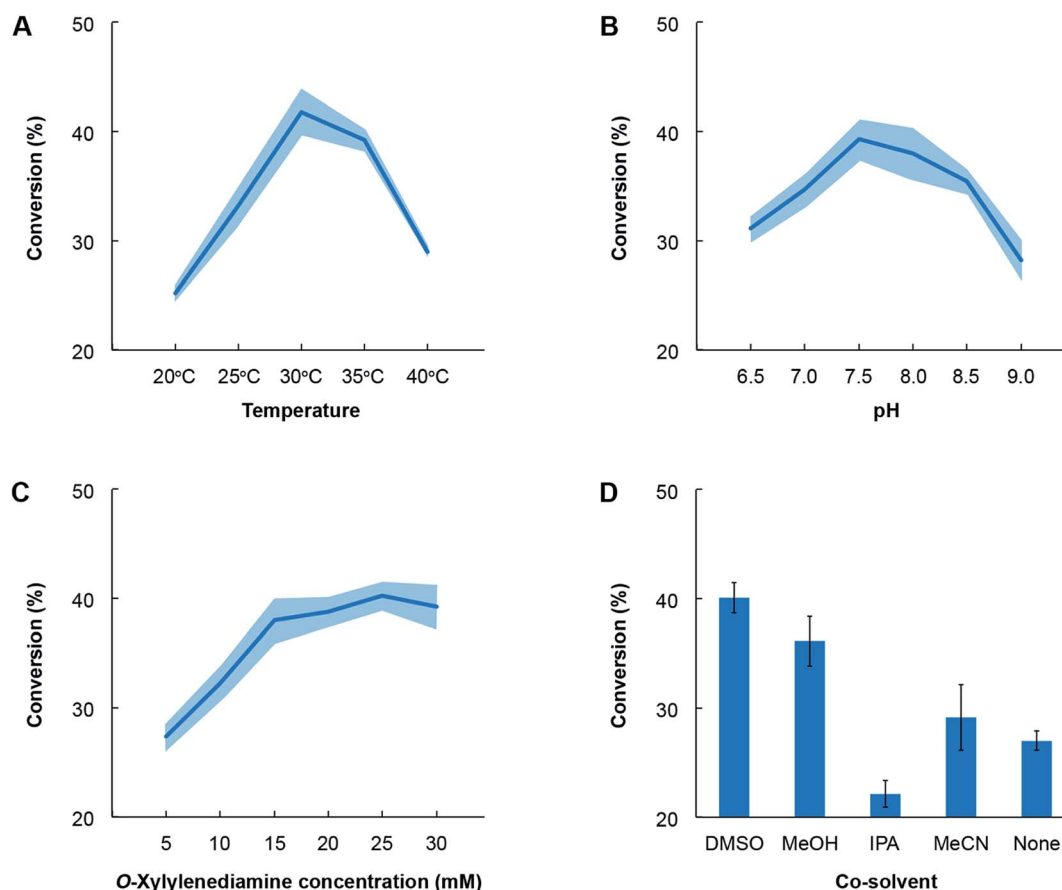 A
Conversion (%)
50
40
30
20
20°C 25°C 30°C 35°C 40°C
Temperature
B
Conversion (%)
50
40
30
20
6.5 7.0 7.5 8.0 8.5 9.0
pH
C
Conversion (%)
50
40
30
20
5 10 15 20 25 30
O-Xylylenediamine concentration (mM)
D
Conversion (%)
50
40
30
20
DMSO MeOH IPA MeCN None
Co-solvent